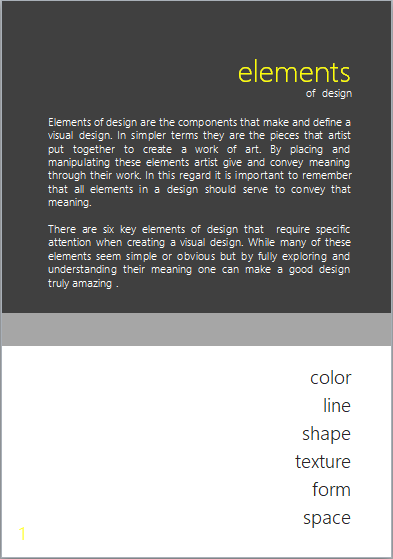 elements
of design
Elements of design are the components that make and define a
visual design. In simpler terms they are the pieces that artist
put together to create a work of art. By placing and
manipulating these elements artist give and convey meaning
through their work. In this regard it is important to remember
that all elements in a design should serve to convey that
meaning.
There are six key elements of design that require specific
attention when creating a visual design. While many of these
elements seem simple or obvious but by fully exploring and
understanding their meaning one can make a good design
truly amazing .
color
line
shape
texture
form
space
1